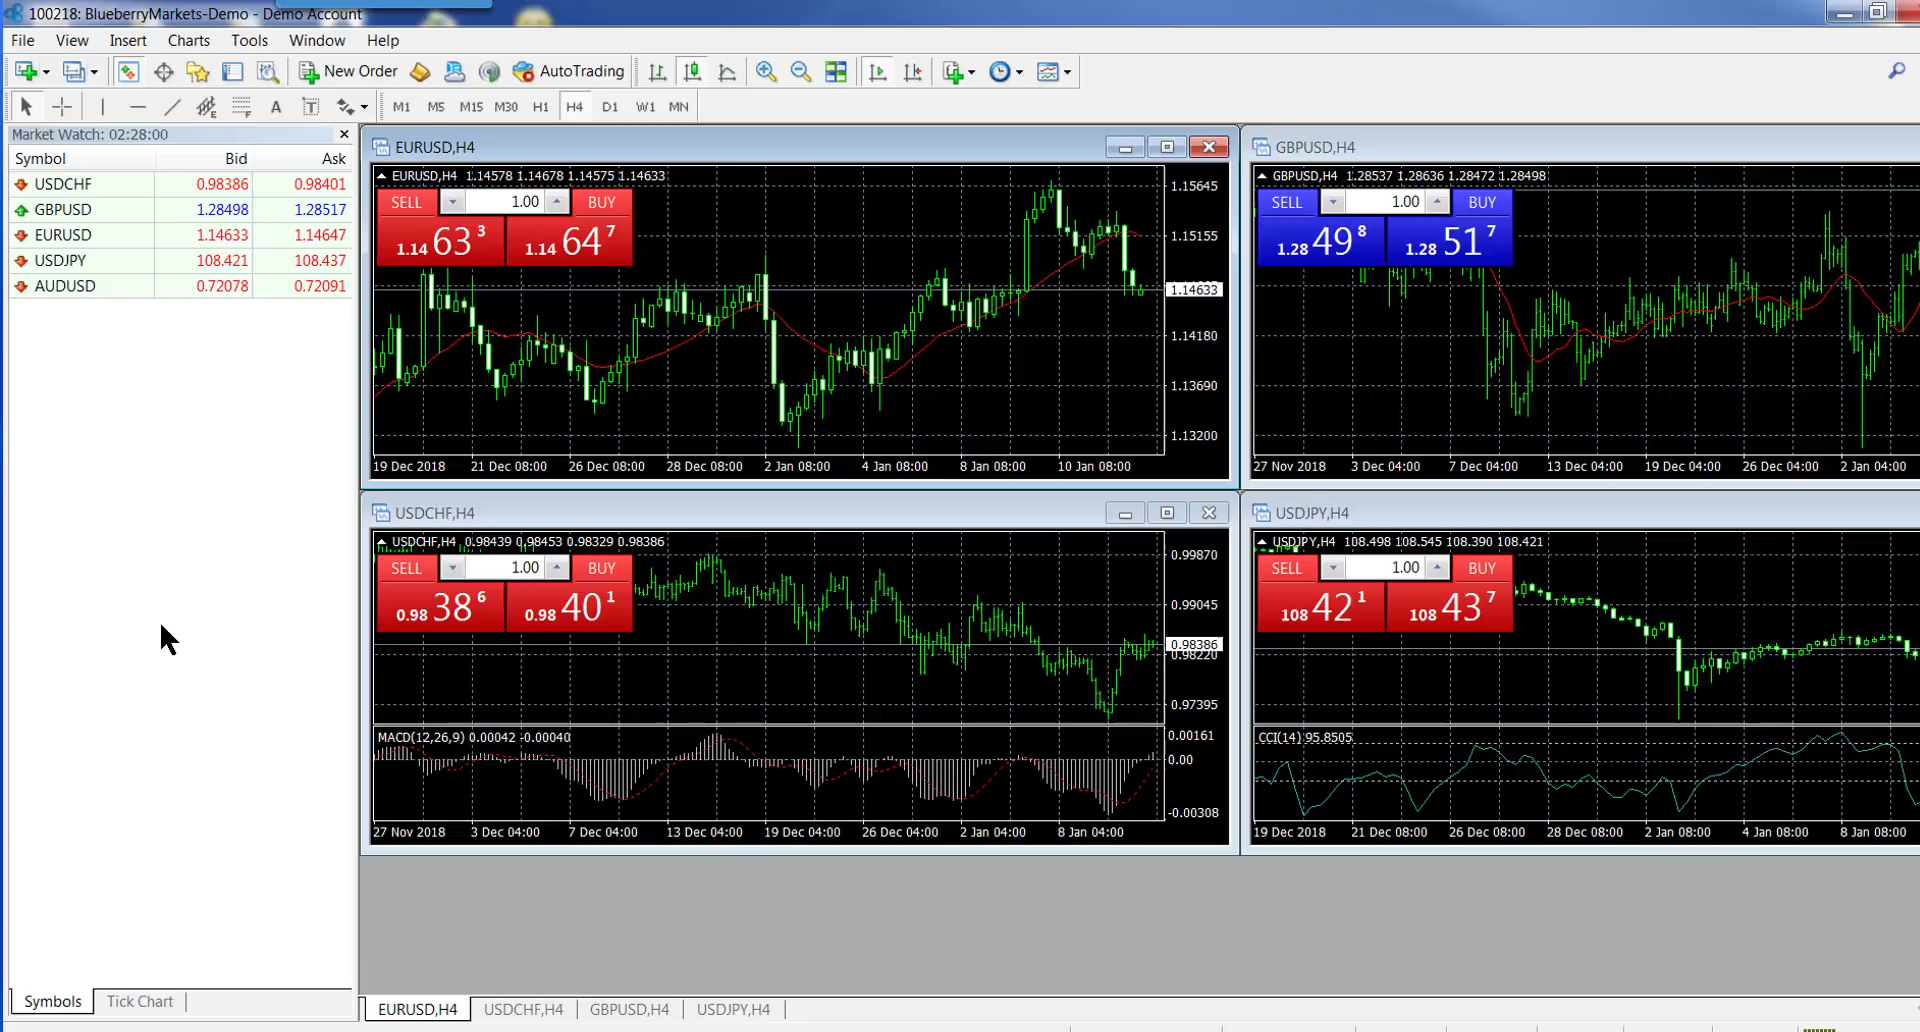 100218: BlueberryMarkets-Demo - Demo Account
File View Insert Charts Tools Window Help
New Order AutoTrading
A T M1 M5 M15 M30 H1 H4 D1 W1 MN
Market Watch: 02:28:00
Symbol Bid Ask
USDCHF 0.98386 0.98401
GBPUSD 1.28498 1.28517
EURUSD 1.14633 1.14647
USDJPY 108.421 108.437
AUDUSD 0.72078 0.72091
Symbols Tick Chart
EURUSD,H4
EURUSD,H4 1.14578 1.14678 1.14575 1.14633
SELL 1.00 BUY
1.14 63 3 1.14 64 7
1.15645
1.15155
1.14633
1.14180
1.13690
1.13200
19 Dec 2018 21 Dec 08:00 26 Dec 08:00 28 Dec 08:00 2 Jan 08:00 4 Jan 08:00 8 Jan 08:00 10 Jan 08:00
GBPUSD,H4
GBPUSD,H4 1.28537 1.28636 1.28472 1.28498
SELL 1.00 BUY
1.28 49 8 1.28 51 7
27 Nov 2018 3 Dec 04:00 7 Dec 04:00 13 Dec 04:00 19 Dec 04:00 26 Dec 04:00 2 Jan 04:00
USDCHF,H4
USDCHF,H4 0.98439 0.98453 0.98329 0.98386
SELL 1.00 BUY
0.98 38 6 0.98 40 1
0.99870
0.99045
0.98386
0.98220
0.97395
MACD(12,26,9) 0.00042 -0.00040
0.00161
0.00
-0.00308
27 Nov 2018 3 Dec 04:00 7 Dec 04:00 13 Dec 04:00 19 Dec 04:00 26 Dec 04:00 2 Jan 04:00 8 Jan 04:00
USDJPY,H4
USDJPY,H4 108.498 108.545 108.390 108.421
SELL 1.00 BUY
108 42 1 108 43 7
CCI(14) 95.8505
19 Dec 2018 21 Dec 08:00 26 Dec 08:00 28 Dec 08:00 2 Jan 08:00 4 Jan 08:00 8 Jan 08:00
EURUSD,H4 USDCHF,H4 GBPUSD,H4 USDJPY,H4